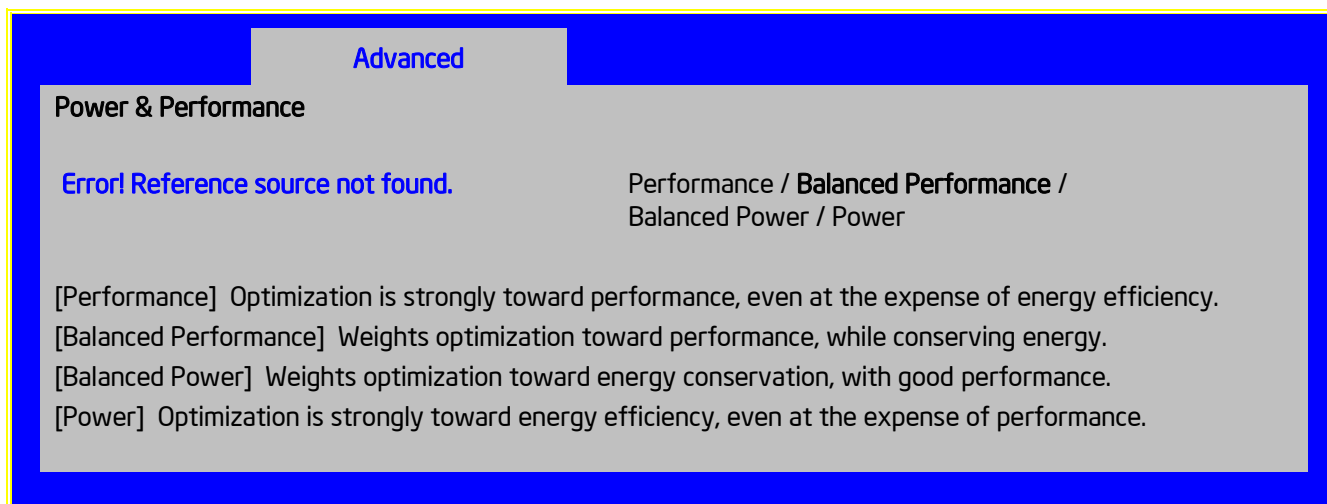 Advanced
Power & Performance
Error! Reference source not found. Performance / Balanced Performance /
Balanced Power / Power
[Performance] Optimization is strongly toward performance, even at the expense of energy efficiency.
[Balanced Performance] Weights optimization toward performance, while conserving energy.
[Balanced Power] Weights optimization toward energy conservation, with good performance.
[Power] Optimization is strongly toward energy efficiency, even at the expense of performance.